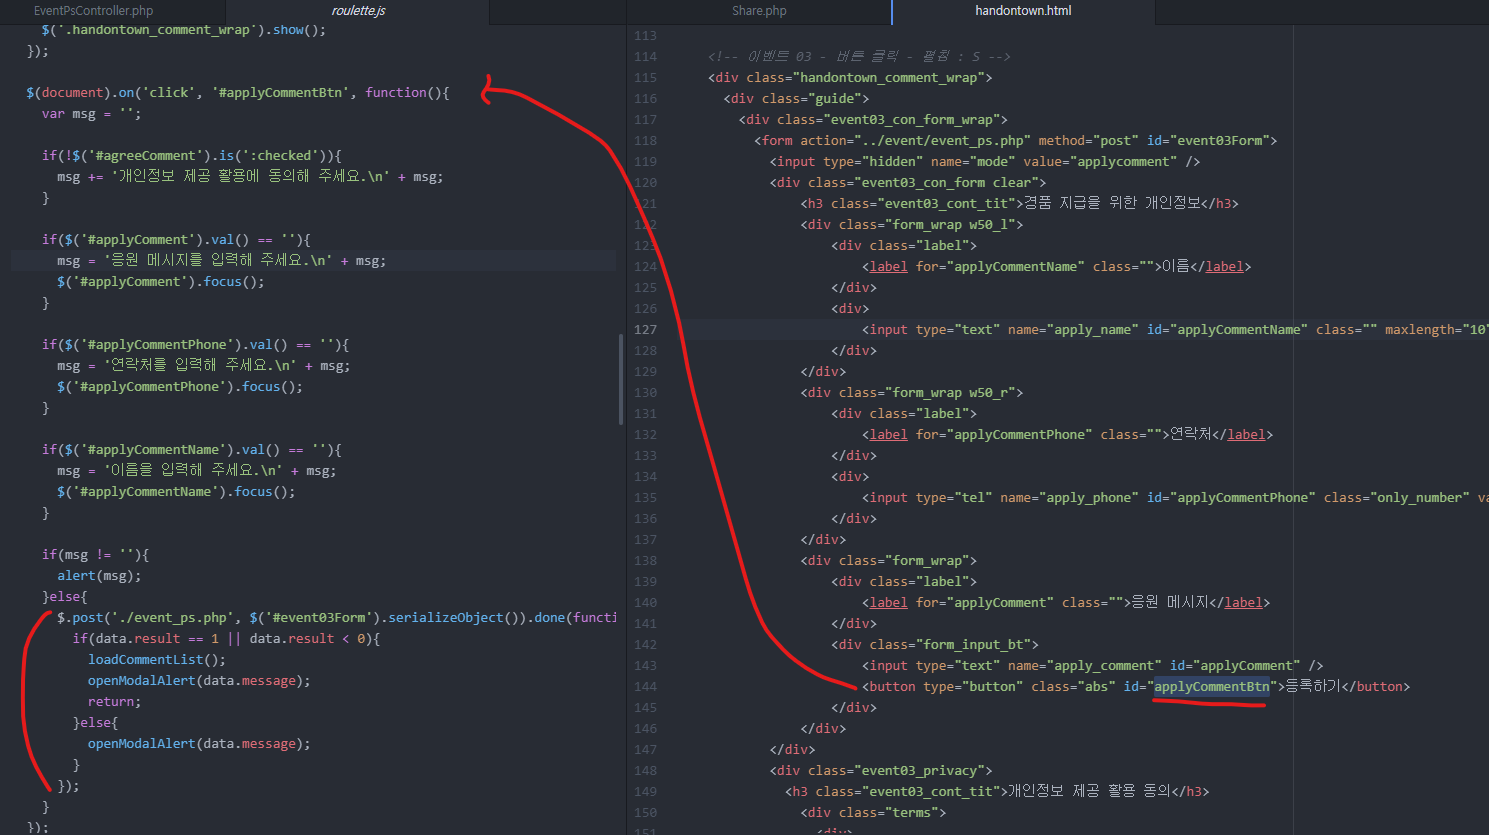 EventPsController.php
roulette.js
$('.handontown_comment_wrap').show();
});
$(document).on('click', '#applyCommentBtn', function(){
var msg = '';
if(!$('#agreeComment').is(':checked')){
msg += '개인정보 제공 활용에 동의해 주세요.\n' + msg;
}
if($('#applyComment').val() == ''){
msg = '응원 메시지를 입력해 주세요.\n' + msg;
$('#applyComment').focus();
}
if($('#applyCommentPhone').val() == ''){
msg = '연락처를 입력해 주세요.\n' + msg;
$('#applyCommentPhone').focus();
}
if($('#applyCommentName').val() == ''){
msg = '이름을 입력해 주세요.\n' + msg;
$('#applyCommentName').focus();
}
if(msg != ''){
alert(msg);
}else{
$.post('./event_ps.php', $('#event03Form').serializeObject()).done(functi
if(data.result == 1 || data.result < 0){
loadCommentList();
openModalAlert(data.message);
return;
}else{
openModalAlert(data.message);
}
});
}
});
Share.php
handontown.html
113
114 <!-- 이벤트 03 - 버튼 클릭 - 펼침 : S -->
115 <div class="handontown_comment_wrap">
116 <div class="guide">
117 <div class="event03_con_form_wrap">
118 <form action="../event/event_ps.php" method="post" id="event03Form">
119 <input type="hidden" name="mode" value="applycomment" />
120 <div class="event03_con_form clear">
121 <h3 class="event03_cont_tit">경품 지급을 위한 개인정보</h3>
122 <div class="form_wrap w50_l">
123 <div class="label">
124 <label for="applyCommentName" class="">이름</label>
125 </div>
126 <div>
127 <input type="text" name="apply_name" id="applyCommentName" class="" maxlength="10"
128 </div>
129 </div>
130 <div class="form_wrap w50_r">
131 <div class="label">
132 <label for="applyCommentPhone" class="">연락처</label>
133 </div>
134 <div>
135 <input type="tel" name="apply_phone" id="applyCommentPhone" class="only_number" va
136 </div>
137 </div>
138 <div class="form_wrap">
139 <div class="label">
140 <label for="applyComment" class="">응원 메시지</label>
141 </div>
142 <div class="form_input_bt">
143 <input type="text" name="apply_comment" id="applyComment" />
144 <button type="button" class="abs" id="applyCommentBtn">등록하기</button>
145 </div>
146 </div>
147 </div>
148 <div class="event03_privacy">
149 <h3 class="event03_cont_tit">개인정보 제공 활용 동의</h3>
150 <div class="terms">
151 <div>